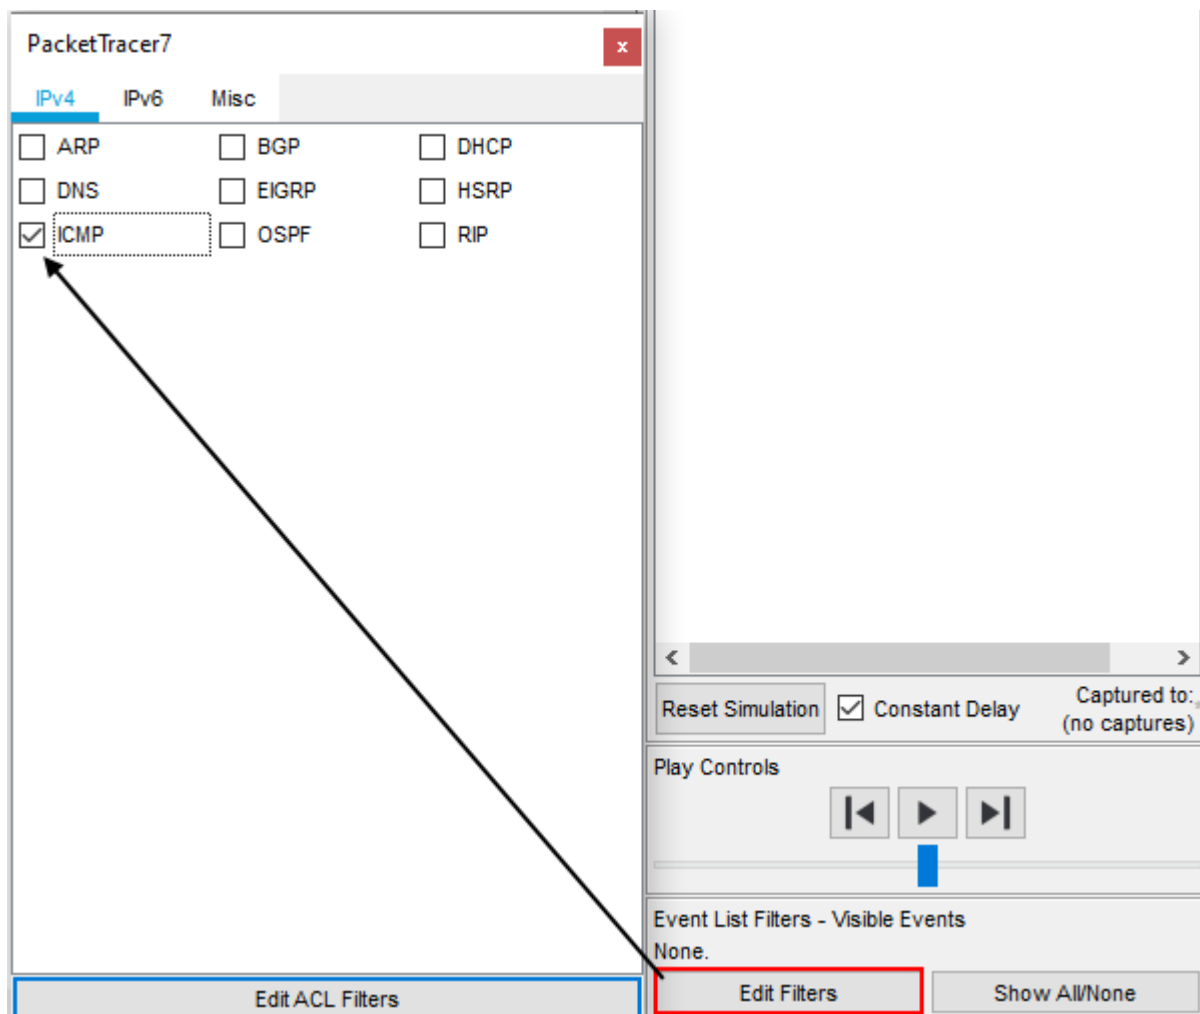 PacketTracer7
x
IPv4 IPv6 Misc
ARP BGP DHCP
DNS EIGRP HSRP
ICMP OSPF RIP
Edit ACL Filters
Reset Simulation Constant Delay Captured to:
(no captures)
Play Controls
Event List Filters - Visible Events
None.
Edit Filters Show All/None